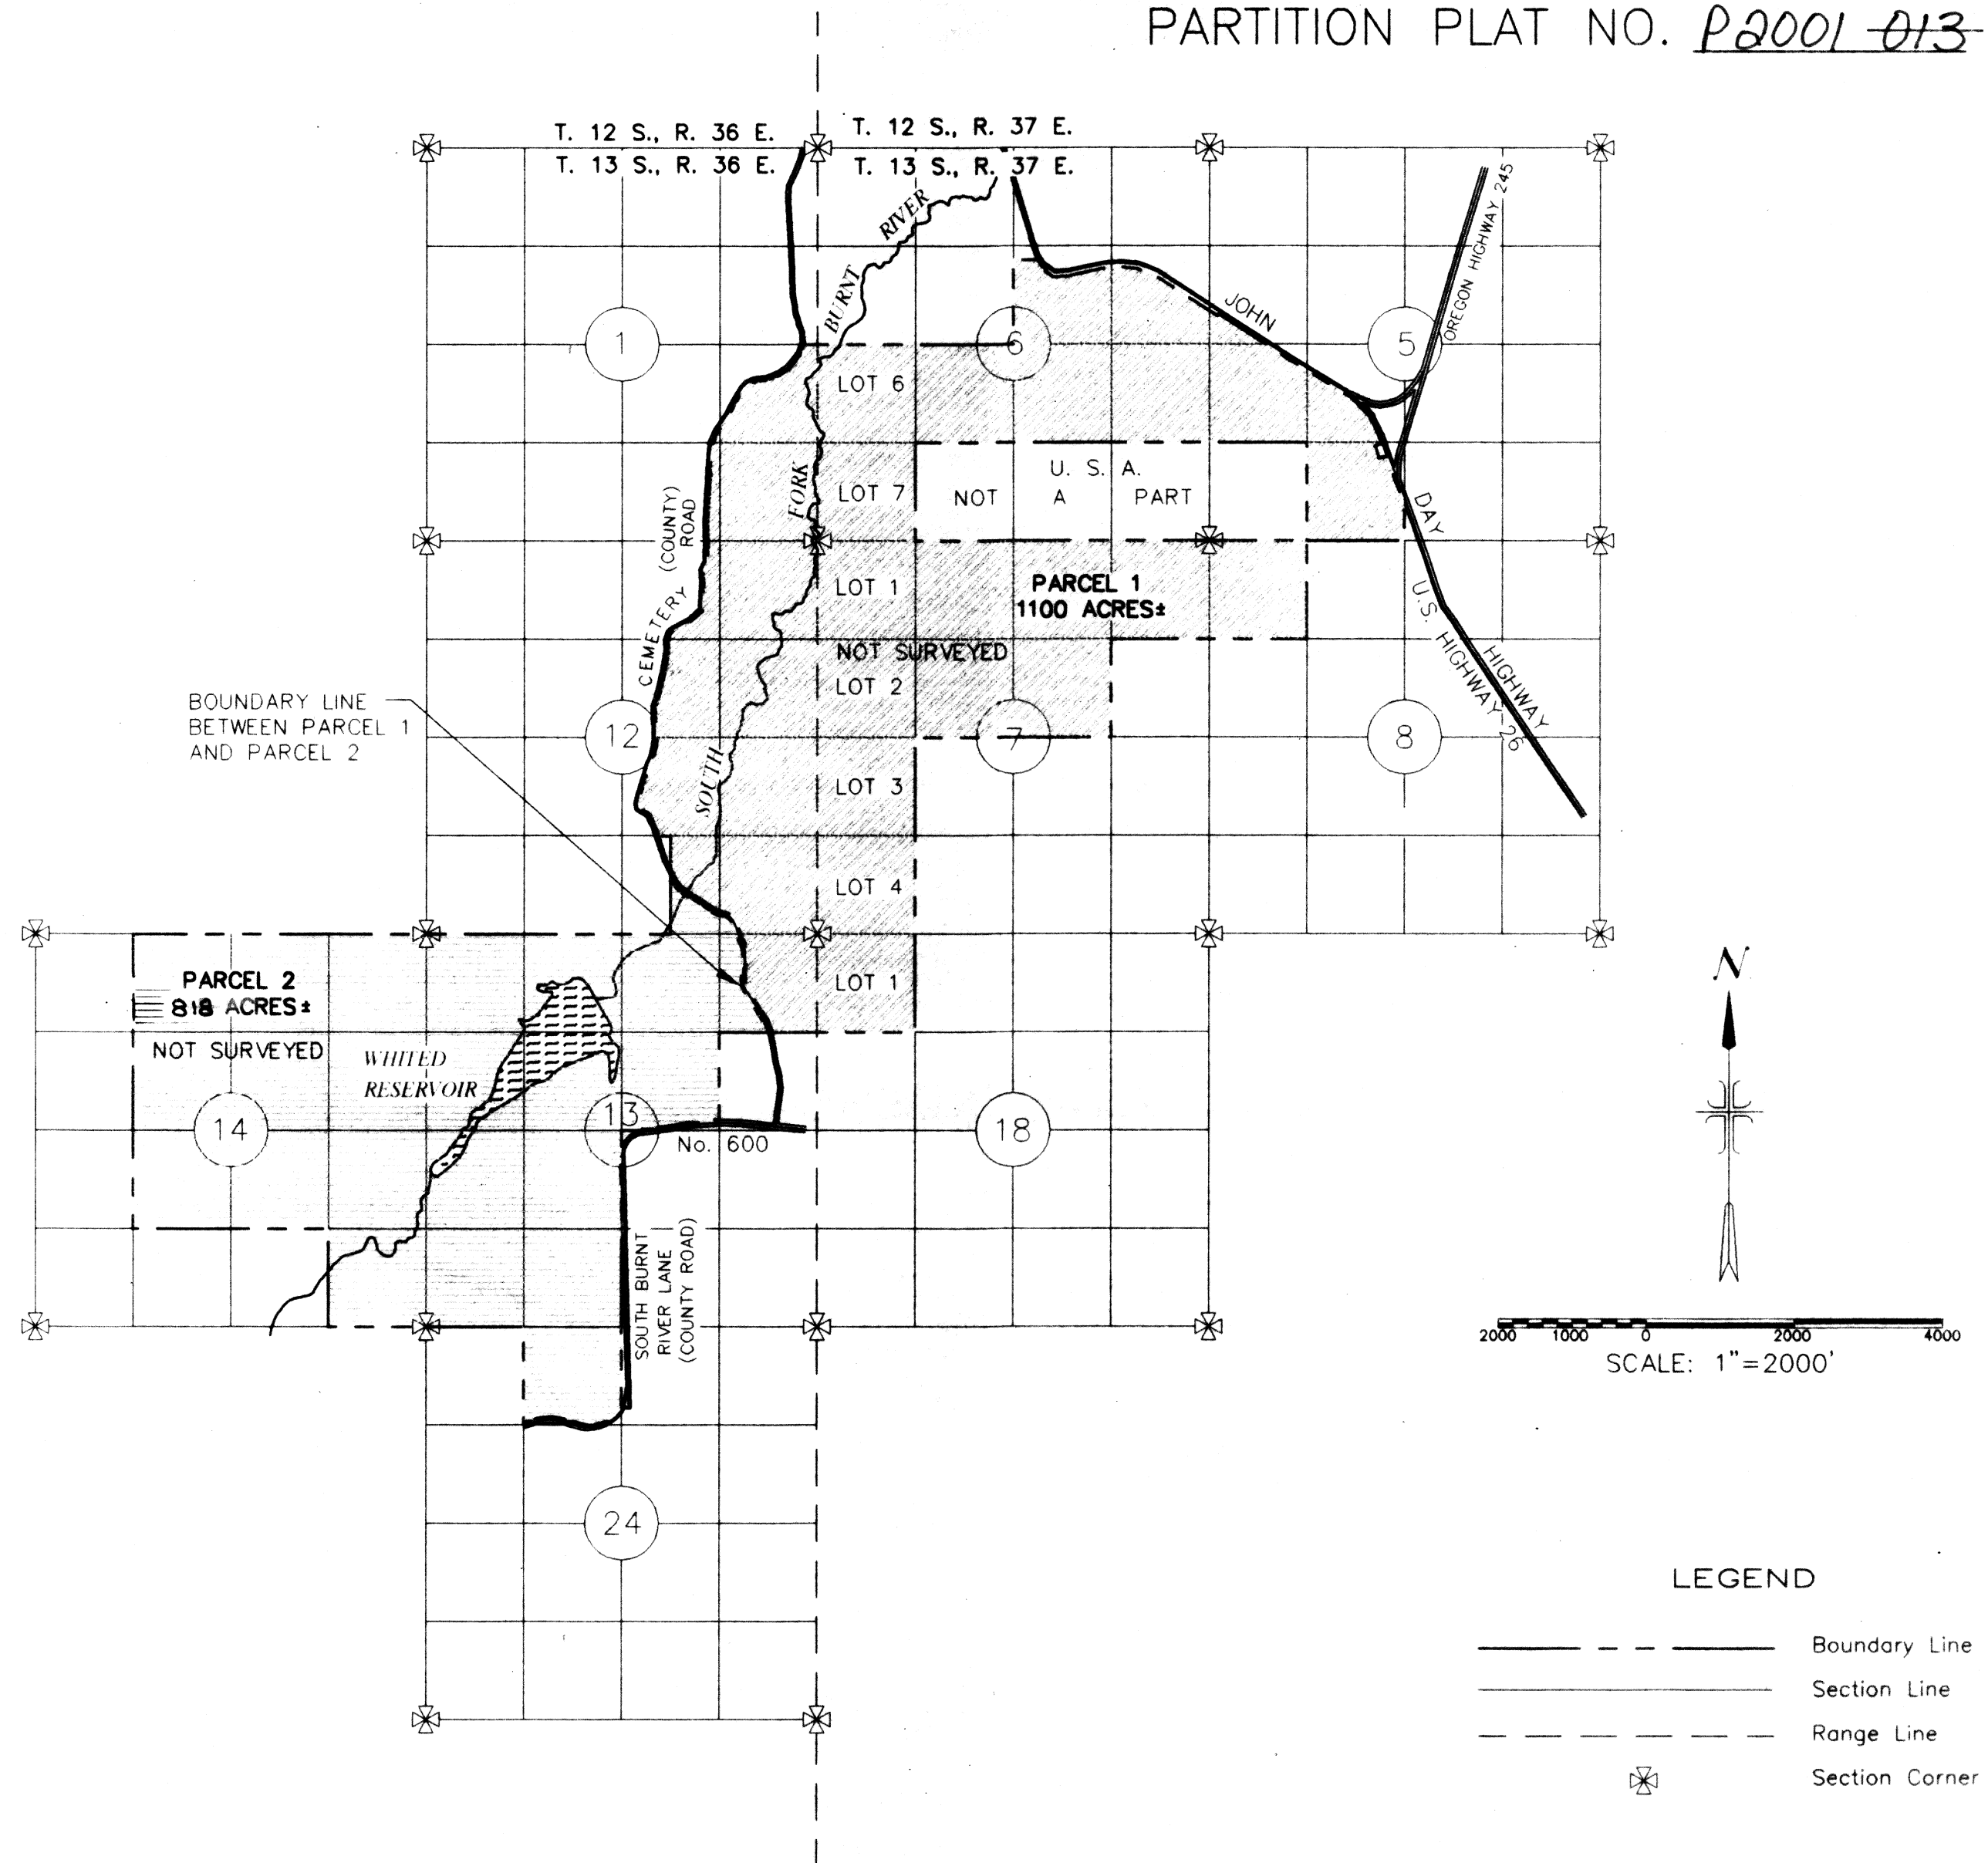 PARTITION PLAT NO. P2001-013
T. 12 S., R. 36 E.
T. 12 S., R. 37 E.
T. 13 S., R. 36 E.
T. 13 S., R. 37 E.
OREGON HIGHWAY 245
RIVER
BURNT
JOHN
1
6
5
LOT 6
U. S. A.
NOT A PART
LOT 7
FORK
DAY
CEMETERY (COUNTY)
ROAD
LOT 1
PARCEL 1
1100 ACRES±
U.S. HIGHWAY 26
HIGHWAY
NOT SURVEYED
LOT 2
BOUNDARY LINE
BETWEEN PARCEL 1
AND PARCEL 2
12
7
8
SOUTH
LOT 3
LOT 4
PARCEL 2
818 ACRES±
LOT 1
N
NOT SURVEYED
WHITED
RESERVOIR
14
13
18
No. 600
SOUTH BURNT
RIVER LANE
(COUNTY ROAD)
2000 1000 0 2000 4000
SCALE: 1"=2000'
24
LEGEND
Boundary Line
Section Line
Range Line
Section Corner